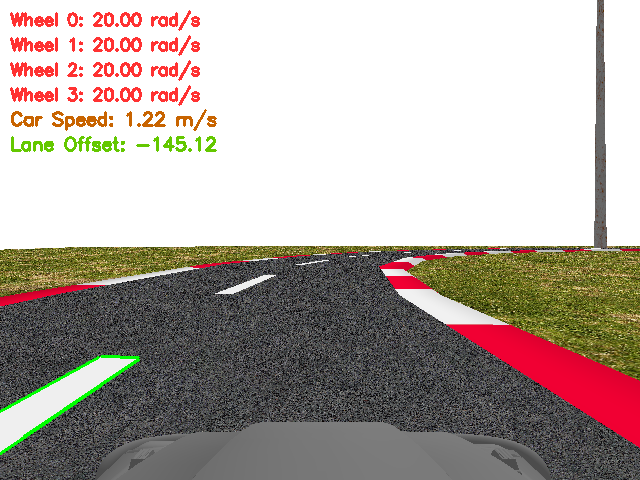 Wheel 0: 20.00 rad/s
Wheel 1: 20.00 rad/s
Wheel 2: 20.00 rad/s
Wheel 3: 20.00 rad/s
Car Speed: 1.22 m/s
Lane Offset: -145.12